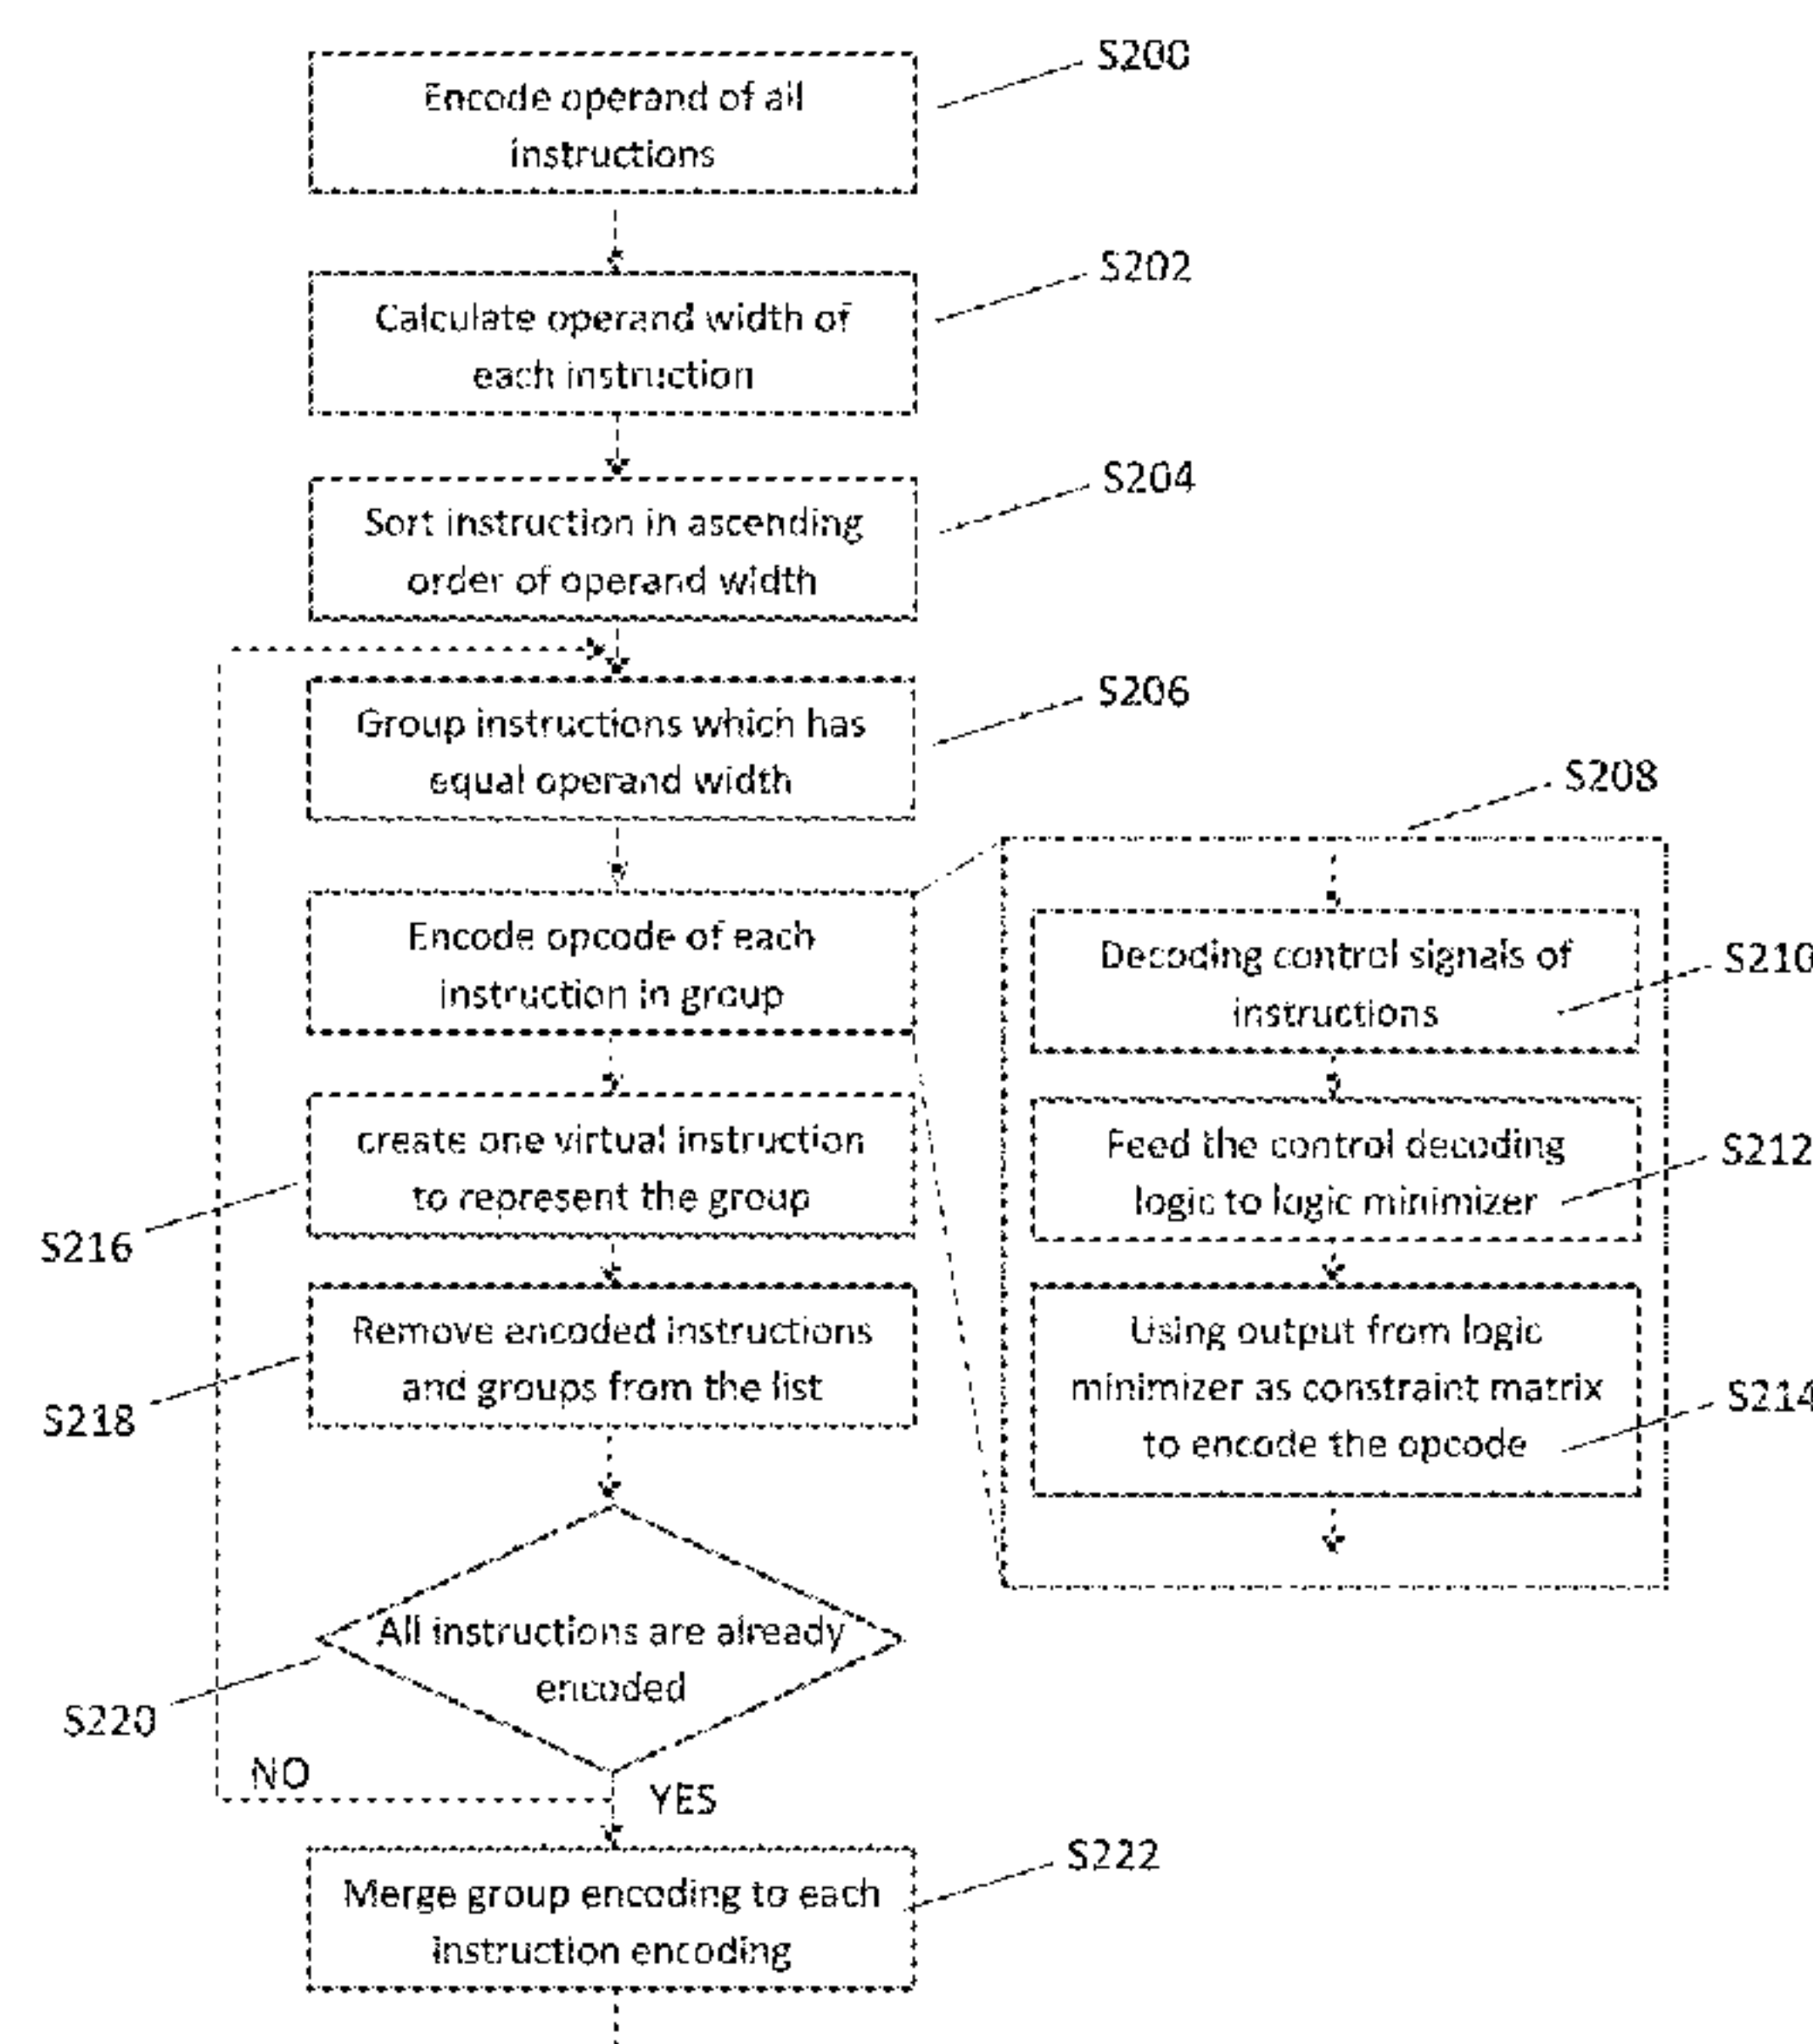 S200
Encode operand of all
instructions
S202
Calculate operand width of
each instruction
S204
Sort instruction in ascending
order of operand width
S206
Group instructions which has
equal operand width
S208
Encode opcode of each
instruction in group
Decoding control signals of
instructions
S210
create one virtual instruction
to represent the group
S216
Feed the control decoding
logic to logic minimizer
S212
Remove encoded instructions
and groups from the list
S218
Using output from logic
minimizer as constraint matrix
to encode the opcode
S214
All instructions are already
encoded
S220
NO
YES
S222
Merge group encoding to each
instruction encoding